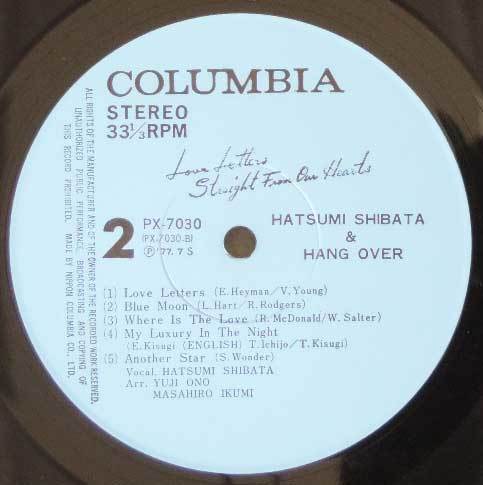 COLUMBIA
STEREO
33 1/3 RPM
Love Letters
Straight From Our Hearts
2
PX-7030
(PX-7030-B)
Ⓟ '77. 7 S
HATSUMI SHIBATA
&
HANG OVER
(1) Love Letters (E. Heyman/V. Young)
(2) Blue Moon (L. Hart/R. Rodgers)
(3) Where Is The Love (R. McDonald/W. Salter)
(4) My Luxury In The Night
(E. Kisugi (ENGLISH) T. Ichijo/T. Kisugi)
(5) Another Star (S. Wonder)
Vocal. HATSUMI SHIBATA
Arr. YUJI ONO
MASAHIRO IKUMI
ALL RIGHTS OF THE MANUFACTURER AND OF THE OWNER OF THE RECORDED WORK RESERVED.
UNAUTHORIZED PUBLIC PERFORMANCE, BROADCASTING AND COPYING OF
THIS RECORD PROHIBITED. MADE BY NIPPON COLUMBIA CO., LTD.